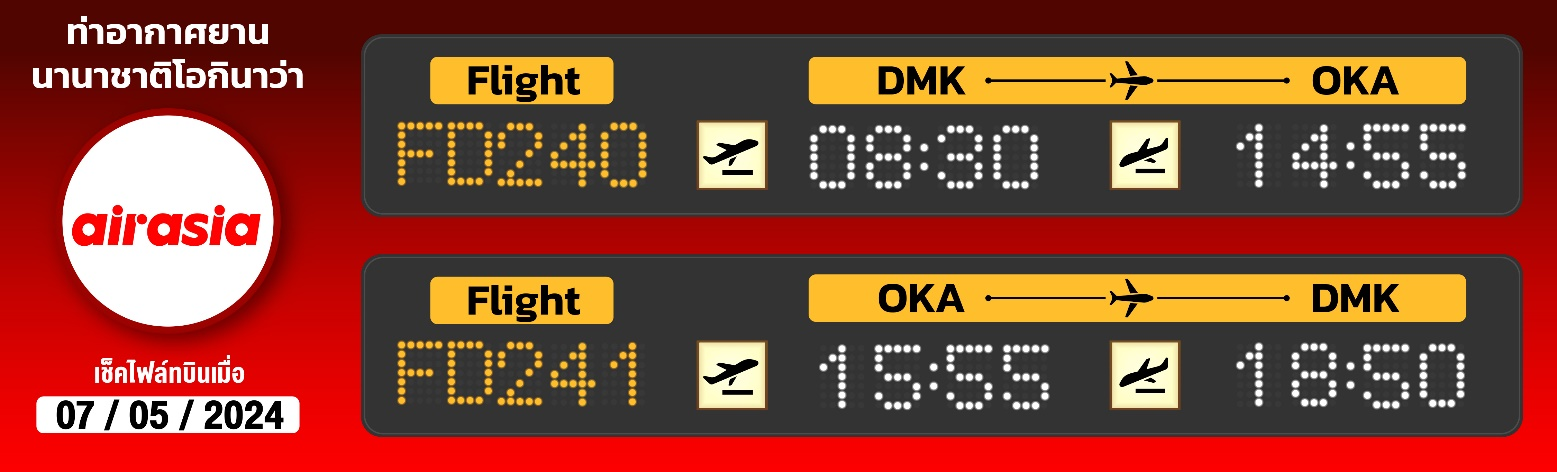 ท่าอากาศยาน
นานาชาติโอกินาว่า
airasia
เช็คไฟล์ทบินเมื่อ
07 / 05 / 2024
Flight
DMK OKA
FD240 08:30 14:55
Flight
OKA DMK
FD241 15:55 18:50